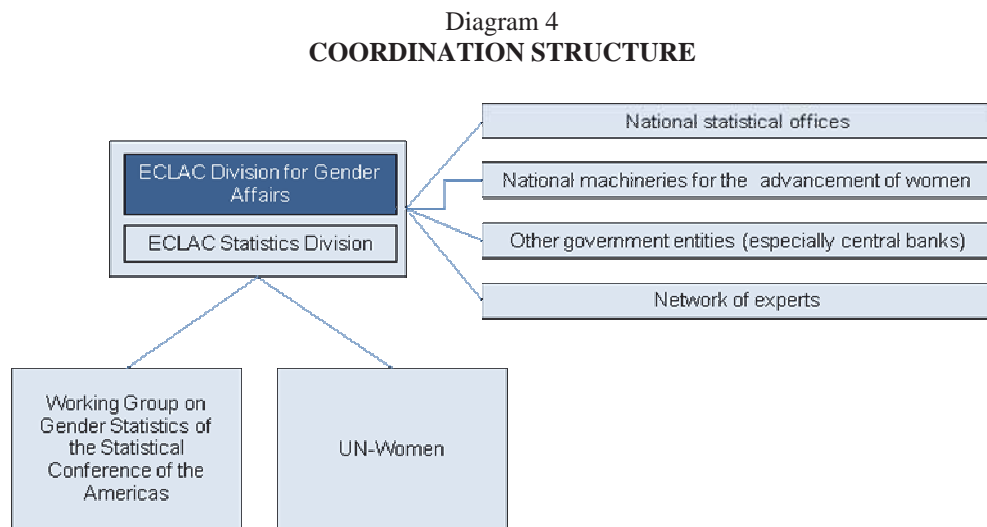 Diagram 4
COORDINATION STRUCTURE
National statistical offices
ECLAC Division for Gender
Affairs
National machineries for the advancement of women
ECLAC Statistics Division
Other government entities (especially central banks)
Network of experts
Working Group on
Gender Statistics of
the Statistical
Conference of the
Americas
UN-Women